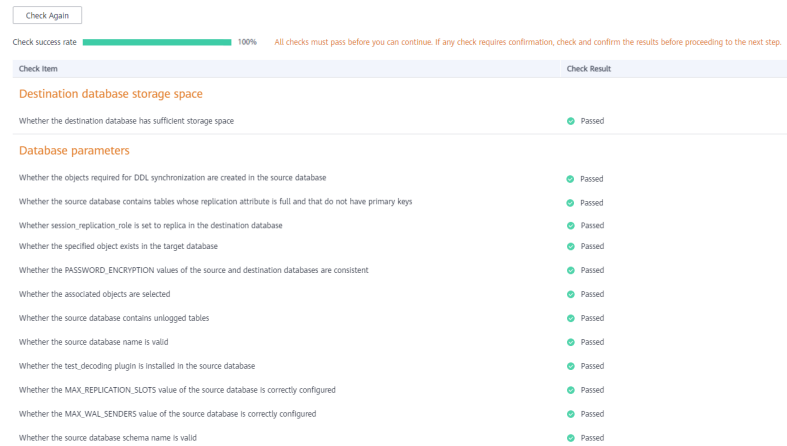 Check Again
Check success rate 100% All checks must pass before you can continue. If any check requires confirmation, check and confirm the results before proceeding to the next step.
Check Item Check Result
Destination database storage space
Whether the destination database has sufficient storage space Passed
Database parameters
Whether the objects required for DDL synchronization are created in the source database Passed
Whether the source database contains tables whose replication attribute is full and that do not have primary keys Passed
Whether session_replication_role is set to replica in the destination database Passed
Whether the specified object exists in the target database Passed
Whether the PASSWORD_ENCRYPTION values of the source and destination databases are consistent Passed
Whether the associated objects are selected Passed
Whether the source database contains unlogged tables Passed
Whether the source database name is valid Passed
Whether the test_decoding plugin is installed in the source database Passed
Whether the MAX_REPLICATION_SLOTS value of the source database is correctly configured Passed
Whether the MAX_WAL_SENDERS value of the source database is correctly configured Passed
Whether the source database schema name is valid Passed